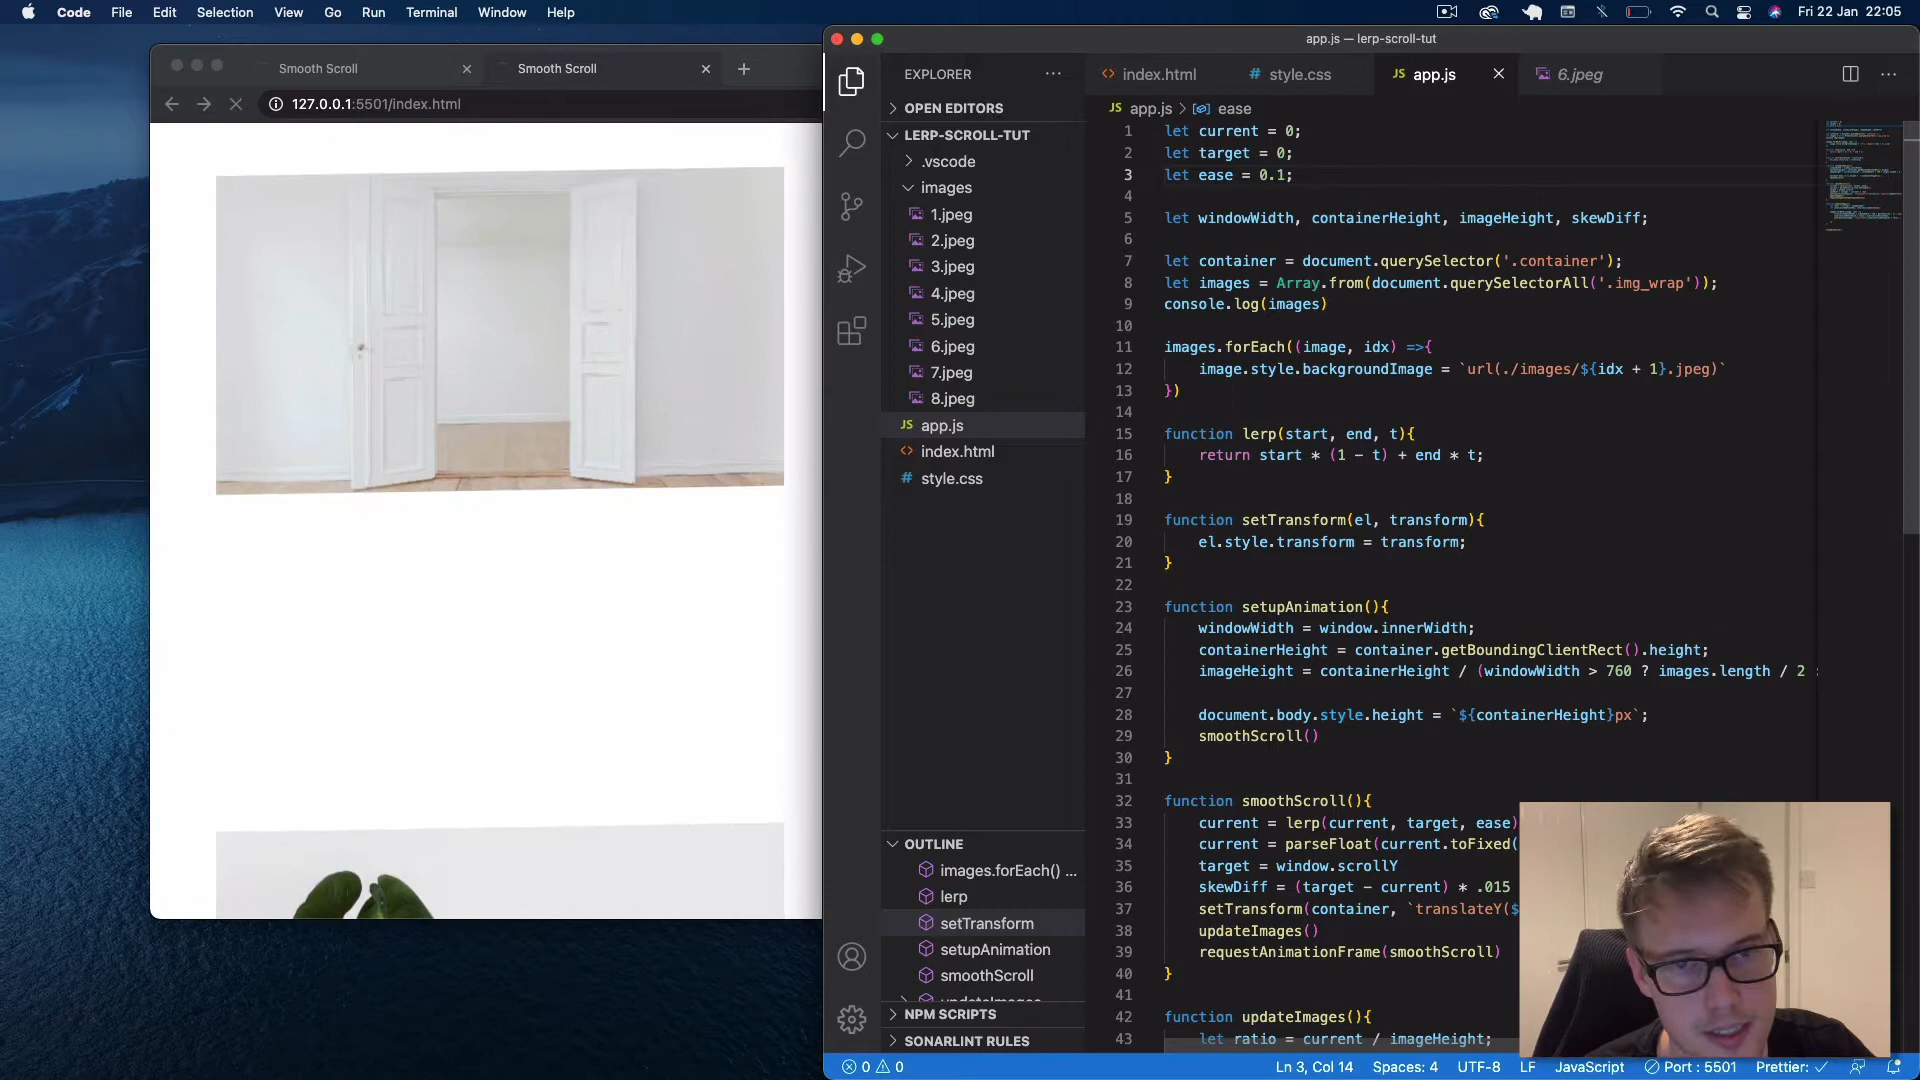 Code File Edit Selection View Go Run Terminal Window Help
Fri 22 Jan 22:05
Smooth Scroll
Smooth Scroll
127.0.0.1:5501/index.html
app.js — lerp-scroll-tut
EXPLORER
OPEN EDITORS
LERP-SCROLL-TUT
.vscode
images
1.jpeg
2.jpeg
3.jpeg
4.jpeg
5.jpeg
6.jpeg
7.jpeg
8.jpeg
JS app.js
<> index.html
# style.css
OUTLINE
images.forEach() ...
lerp
setTransform
setupAnimation
smoothScroll
updateImages
NPM SCRIPTS
SONARLINT RULES
<> index.html # style.css JS app.js 6.jpeg
JS app.js > ease
1 let current = 0;
2 let target = 0;
3 let ease = 0.1;
4
5 let windowWidth, containerHeight, imageHeight, skewDiff;
6
7 let container = document.querySelector('.container');
8 let images = Array.from(document.querySelectorAll('.img_wrap'));
9 console.log(images)
10
11 images.forEach((image, idx) =>{
12 image.style.backgroundImage = `url(./images/${idx + 1}.jpeg)`
13 })
14
15 function lerp(start, end, t){
16 return start * (1 - t) + end * t;
17 }
18
19 function setTransform(el, transform){
20 el.style.transform = transform;
21 }
22
23 function setupAnimation(){
24 windowWidth = window.innerWidth;
25 containerHeight = container.getBoundingClientRect().height;
26 imageHeight = containerHeight / (windowWidth > 760 ? images.length / 2 :
27
28 document.body.style.height = `${containerHeight}px`;
29 smoothScroll()
30 }
31
32 function smoothScroll(){
33 current = lerp(current, target, ease)
34 current = parseFloat(current.toFixed(
35 target = window.scrollY
36 skewDiff = (target - current) * .015
37 setTransform(container, `translateY($
38 updateImages()
39 requestAnimationFrame(smoothScroll)
40 }
41
42 function updateImages(){
43 let ratio = current / imageHeight;
0 0
Ln 3, Col 14 Spaces: 4 UTF-8 LF JavaScript Port : 5501 Prettier: ✓